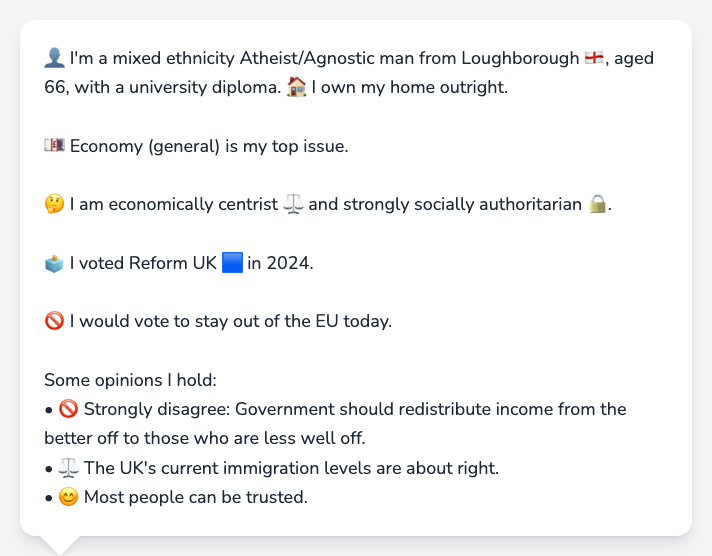 👤 I'm a mixed ethnicity Atheist/Agnostic man from Loughborough 🏴󠁧󠁢󠁥󠁮󠁧󠁿, aged
66, with a university diploma. 🏠 I own my home outright.
💷 Economy (general) is my top issue.
🤔 I am economically centrist ⚖️ and strongly socially authoritarian 🔒.
🗳️ I voted Reform UK 🟦 in 2024.
🚫 I would vote to stay out of the EU today.
Some opinions I hold:
• 🚫 Strongly disagree: Government should redistribute income from the
better off to those who are less well off.
• ⚖️ The UK's current immigration levels are about right.
• 😊 Most people can be trusted.